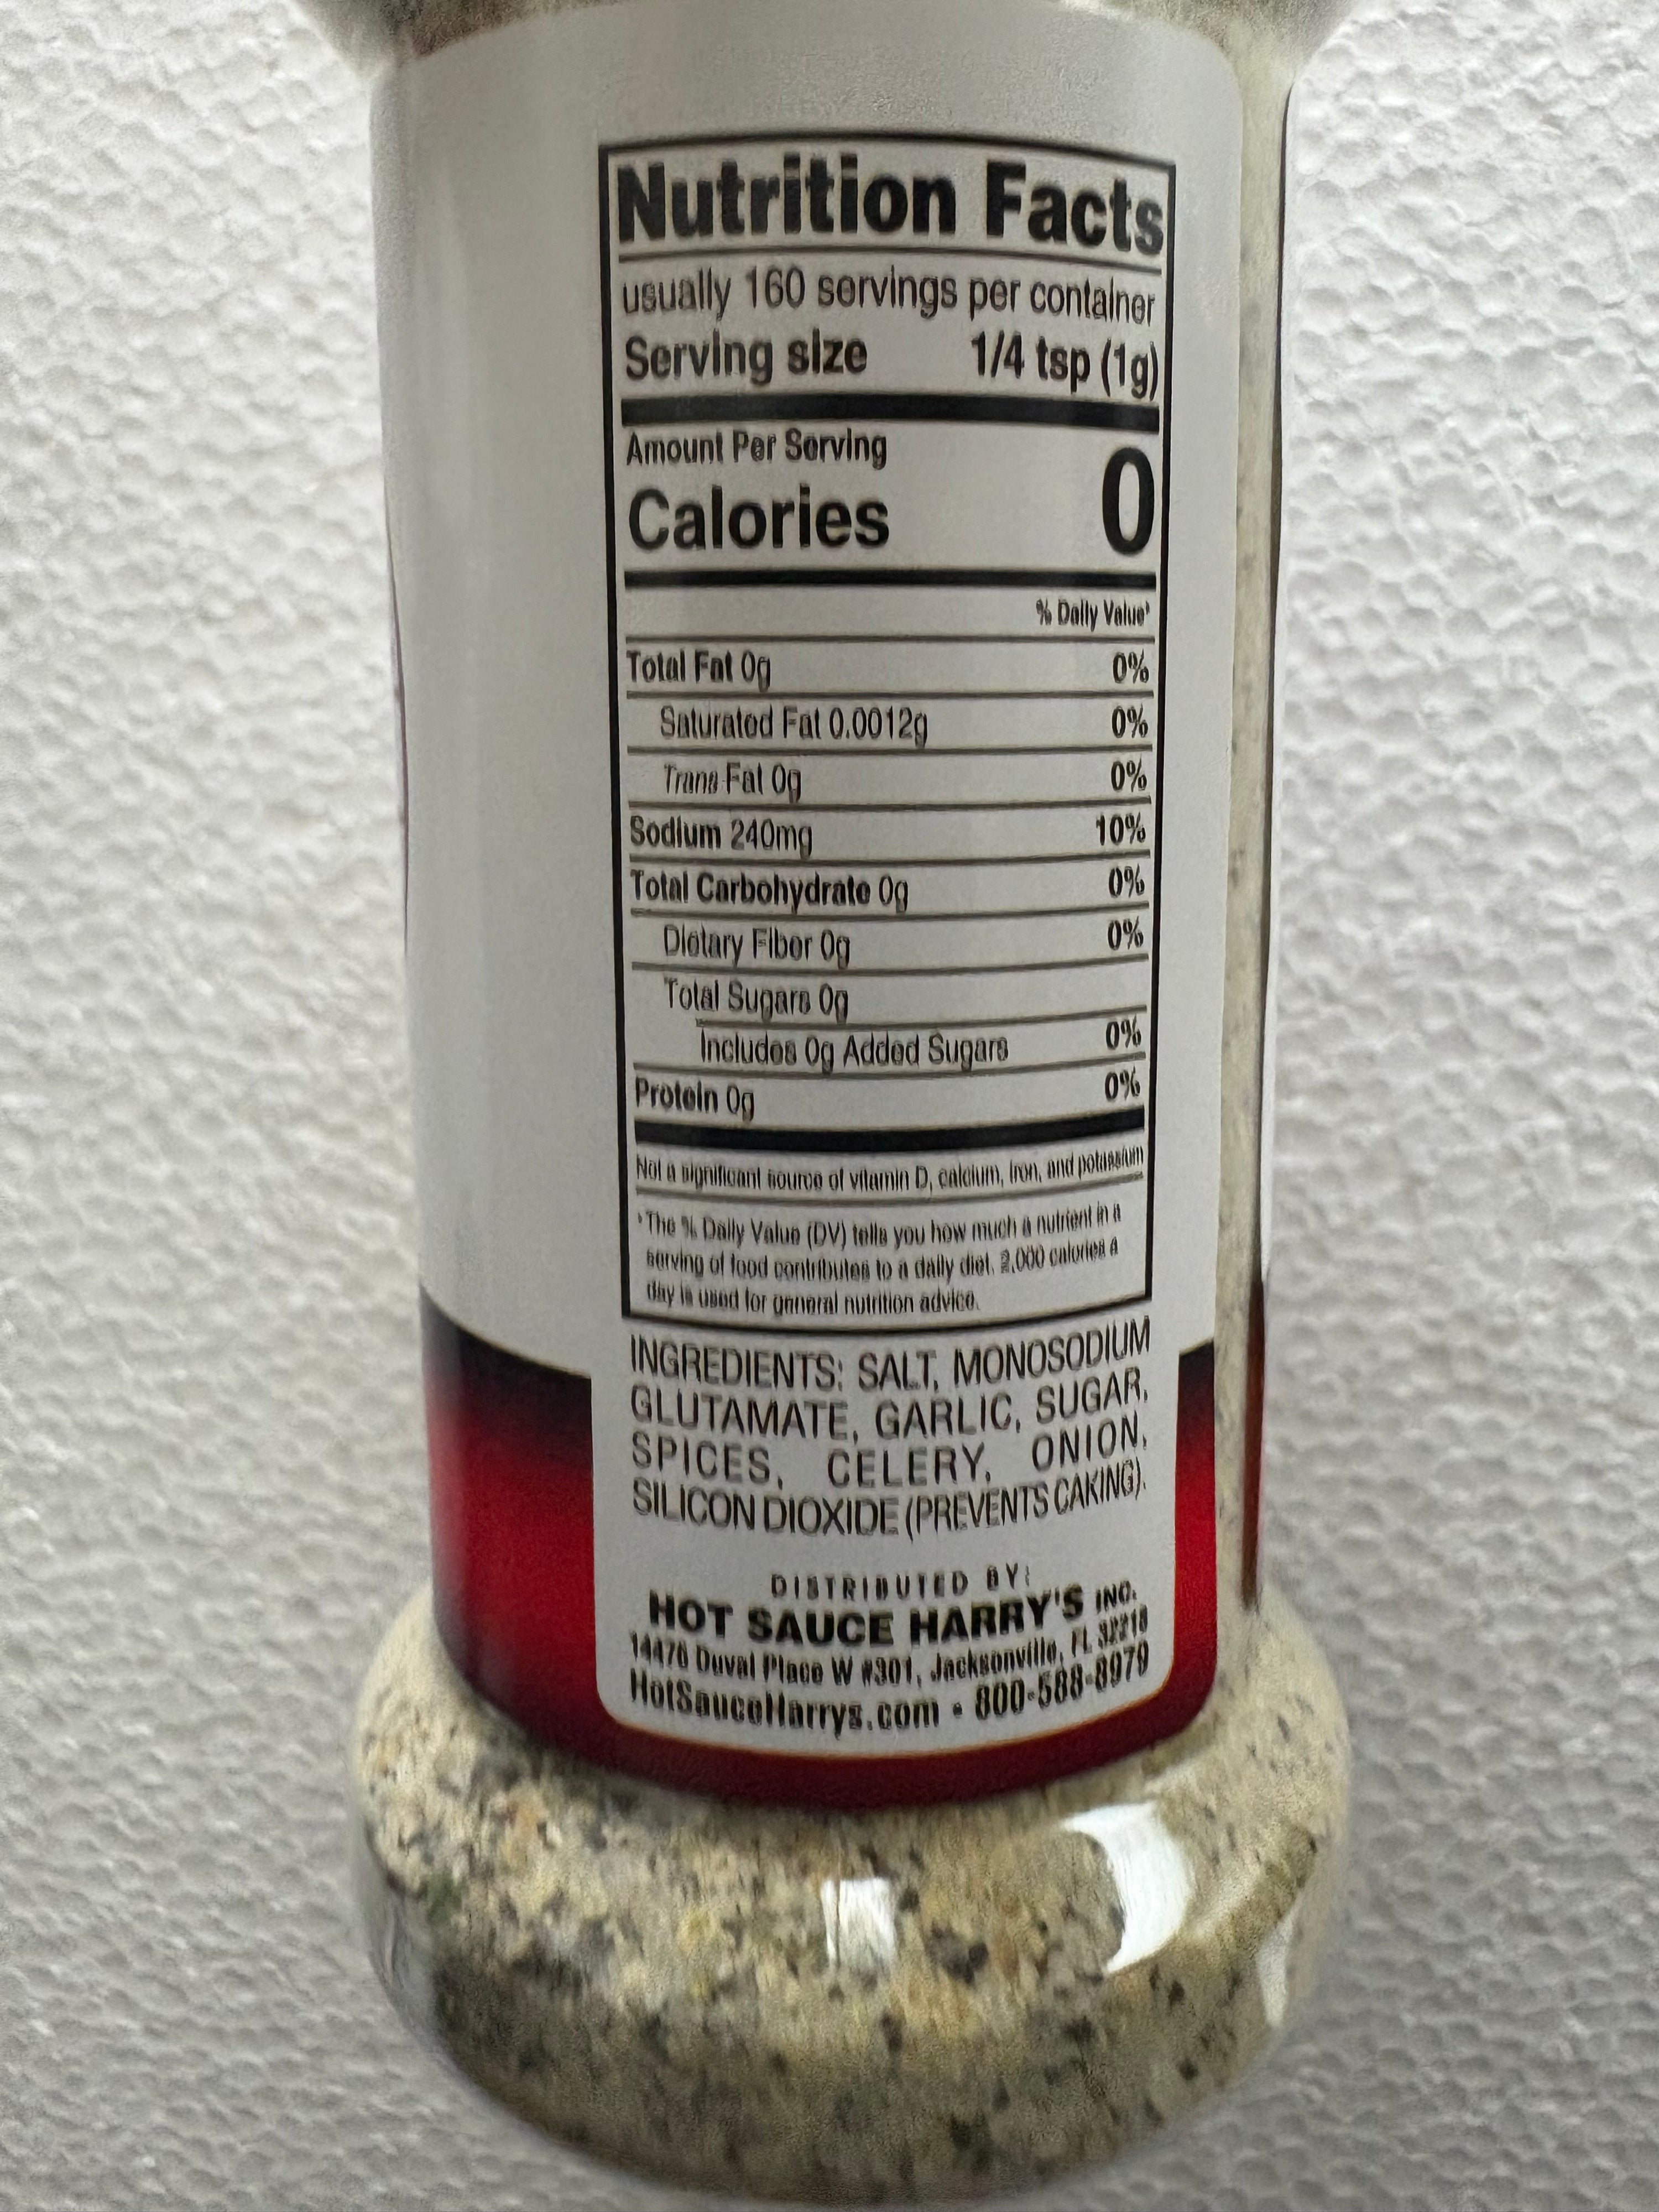 Nutrition Facts
usually 160 servings per container
Serving size 1/4 tsp (1g)
Amount Per Serving
Calories 0
% Daily Value*
Total Fat 0g 0%
Saturated Fat 0.0012g 0%
Trans Fat 0g 0%
Sodium 240mg 10%
Total Carbohydrate 0g 0%
Dietary Fiber 0g 0%
Total Sugars 0g
Includes 0g Added Sugars 0%
Protein 0g 0%
Not a significant source of vitamin D, calcium, iron, and potassium
*The % Daily Value (DV) tells you how much a nutrient in a
serving of food contributes to a daily diet. 2,000 calories a
day is used for general nutrition advice.
INGREDIENTS: SALT, MONOSODIUM
GLUTAMATE, GARLIC, SUGAR,
SPICES, CELERY, ONION,
SILICON DIOXIDE (PREVENTS CAKING).
DISTRIBUTED BY:
HOT SAUCE HARRY'S INC.
14476 Duval Place W #301, Jacksonville, FL 32218
HotSauceHarrys.com • 800-588-8979